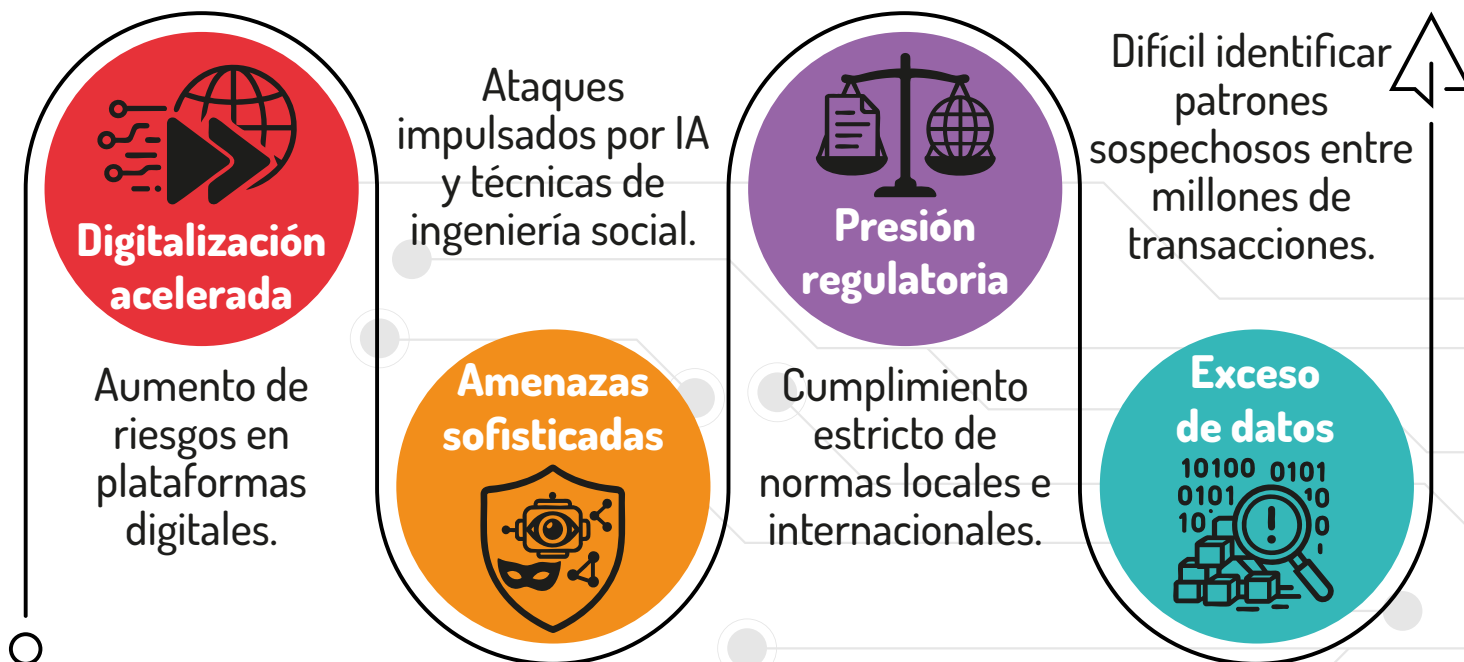 Digitalización
acelerada
Aumento de
riesgos en
plataformas
digitales.
Ataques
impulsados por IA
y técnicas de
ingeniería social.
Amenazas
sofisticadas
Presión
regulatoria
Cumplimiento
estricto de
normas locales e
internacionales.
Difícil identificar
patrones
sospechosos entre
millones de
transacciones.
Exceso
de datos
10100 0101
0101 10
10 0